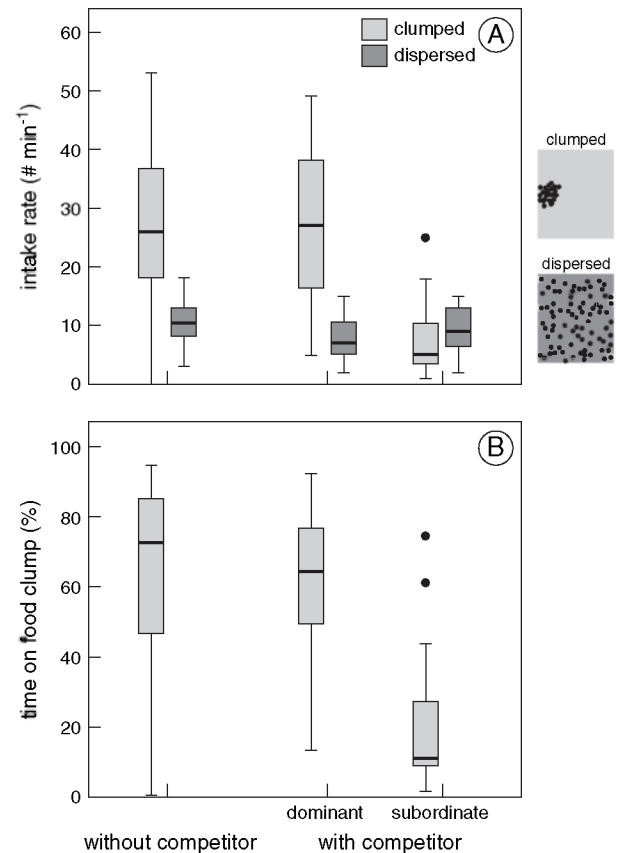 A
clumped
dispersed
60
50
40
30
20
10
0
intake rate (# min-1)
clumped
dispersed
B
100
80
60
40
20
0
time on food clump (%)
dominant subordinate
without competitor with competitor